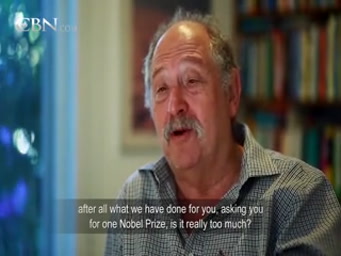 CBN.com
after all what we have done for you, asking you
for one Nobel Prize, is it really too much?